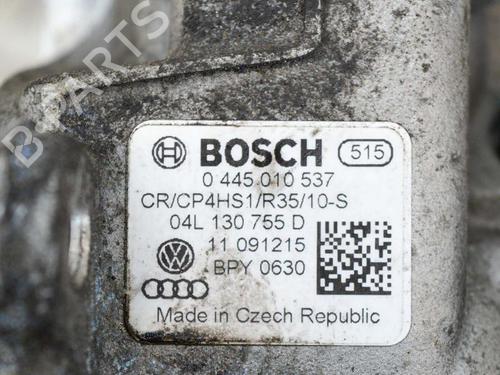 B PARTS
BOSCH 515
0 445 010 537
CR/CP4HS1/R35/10-S
04L 130 755 D
11 091215
BPY 0630
Made in Czech Republic